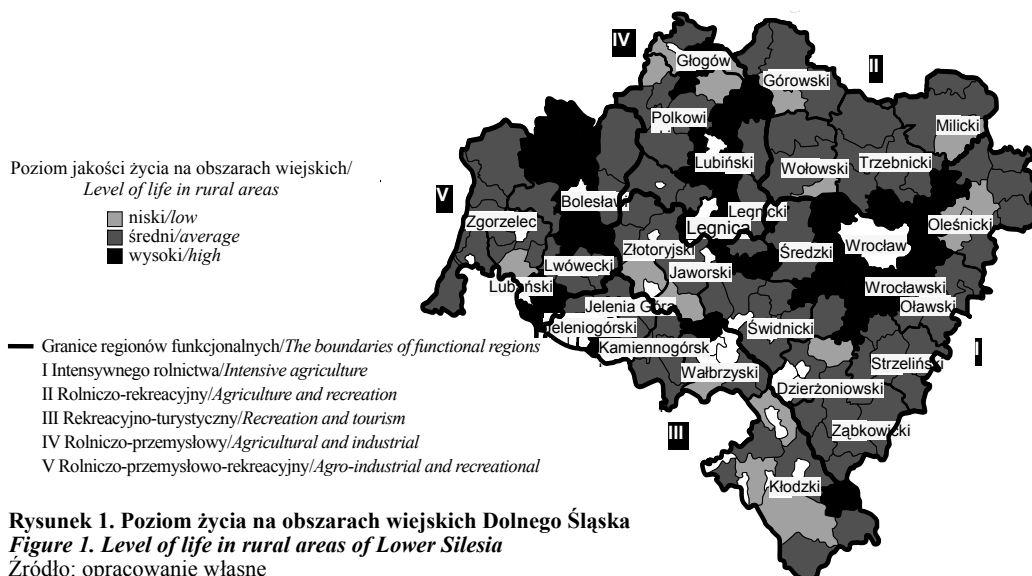 IV
Głogów
Górowski
II
Polkowi
Milicki
Lubiński
Wołowski
Trzebnicki
Poziom jakości życia na obszarach wiejskich/
Level of life in rural areas
niski/low
średni/average
wysoki/high
V
Bolesławi
Zgorzelec
Legnicki
Legnica
Oleśnicki
Złotoryjski
Średzki
Wrocław
Lwówecki
Jaworski
Lubański
Wrocławski
Jelenia Góra
Oławski
Jeleniogórski
Świdnicki
Granice regionów funkcjonalnych/The boundaries of functional regions
Kamiennogórsk
I
I Intensywnego rolnictwa/Intensive agriculture
Wałbrzyski
Strzeliński
II Rolniczo-rekreacyjny/Agriculture and recreation
Dzierżoniowski
III Rekreacyjno-turystyczny/Recreation and tourism
III
Ząbkowicki
IV Rolniczo-przemysłowy/Agricultural and industrial
V Rolniczo-przemysłowo-rekreacyjny/Agro-industrial and recreational
Kłodzki
Rysunek 1. Poziom życia na obszarach wiejskich Dolnego Śląska
Figure 1. Level of life in rural areas of Lower Silesia
Źródło: opracowanie własne